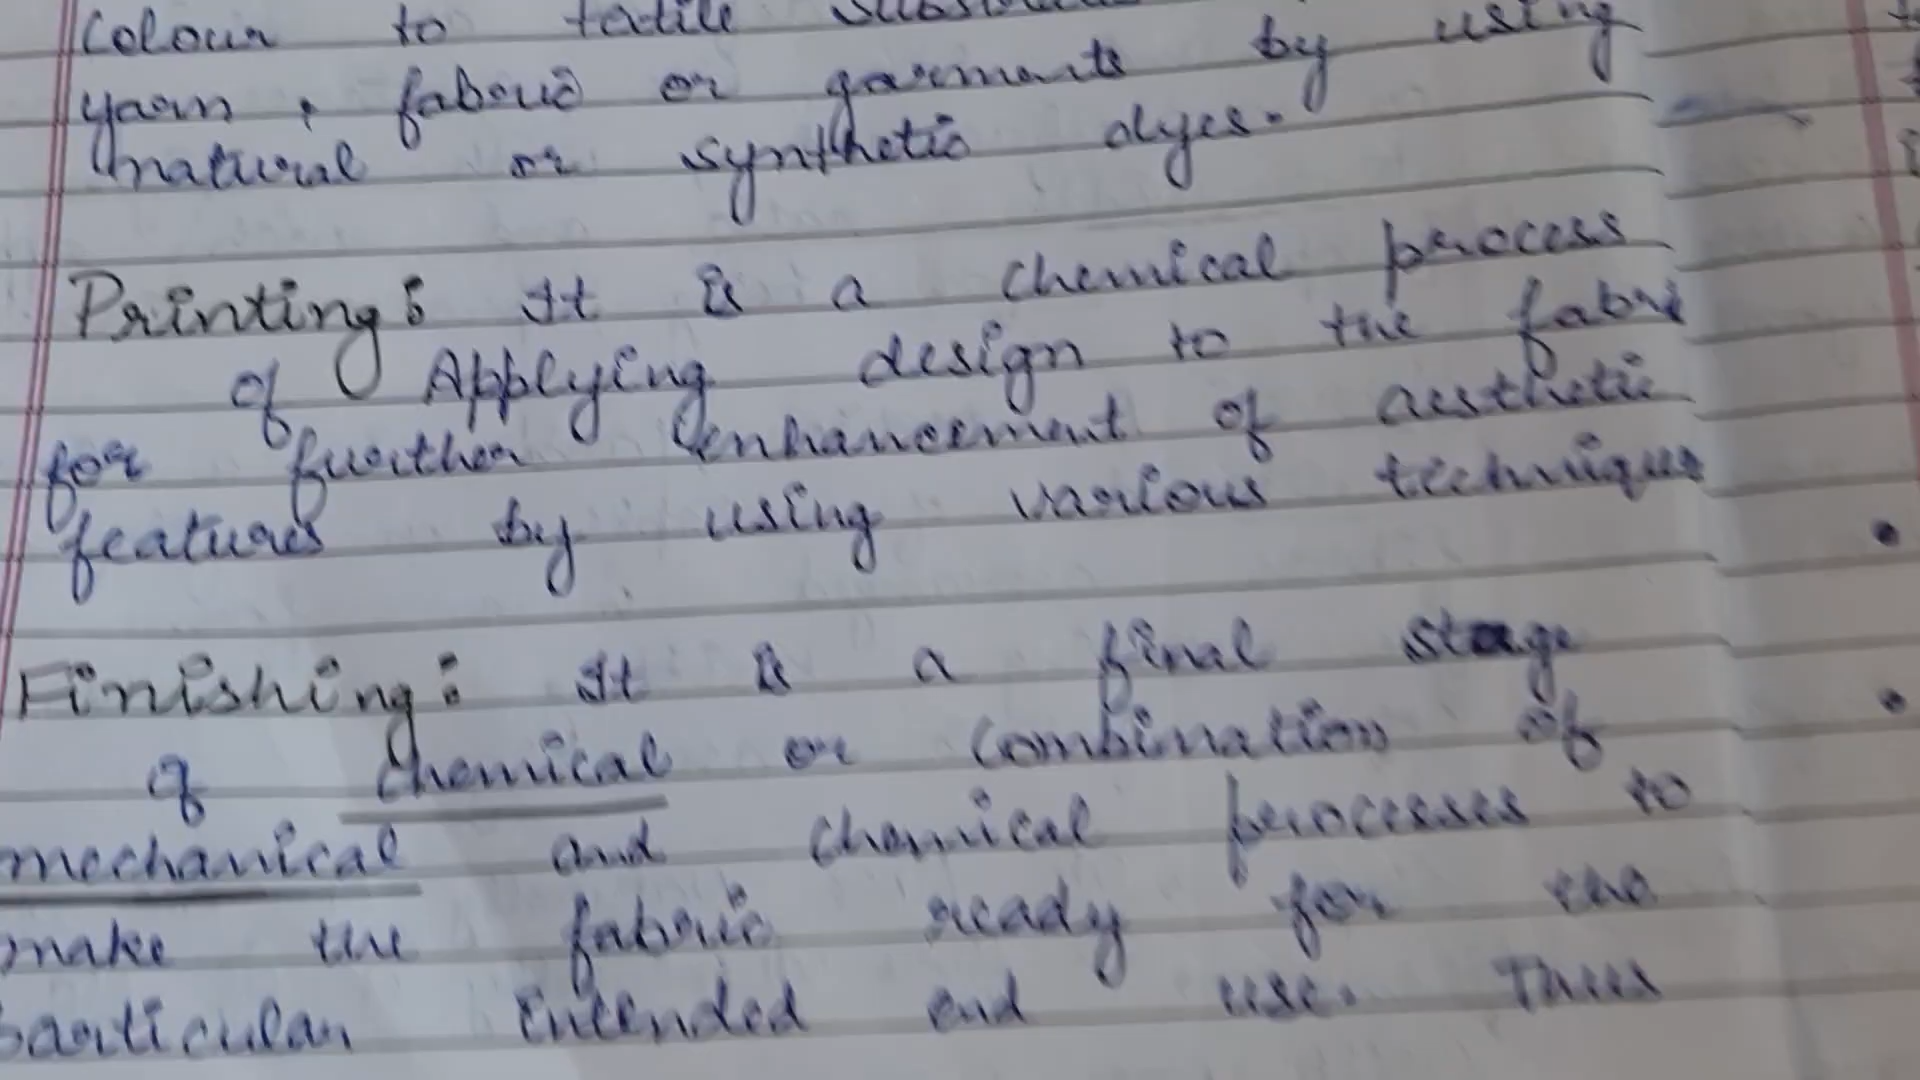 Colour to textile
yarn, fabric or garments by using
natural or synthetic dyes.
Printing: It is a chemical process
of Applying design to the fabri
for further enhancement of aesthetic
features by using various technique
Finishing: It is a final stage
of chemical or combination of
mechanical and chemical processes to
make the fabric ready for the
particular intended end use. Thus